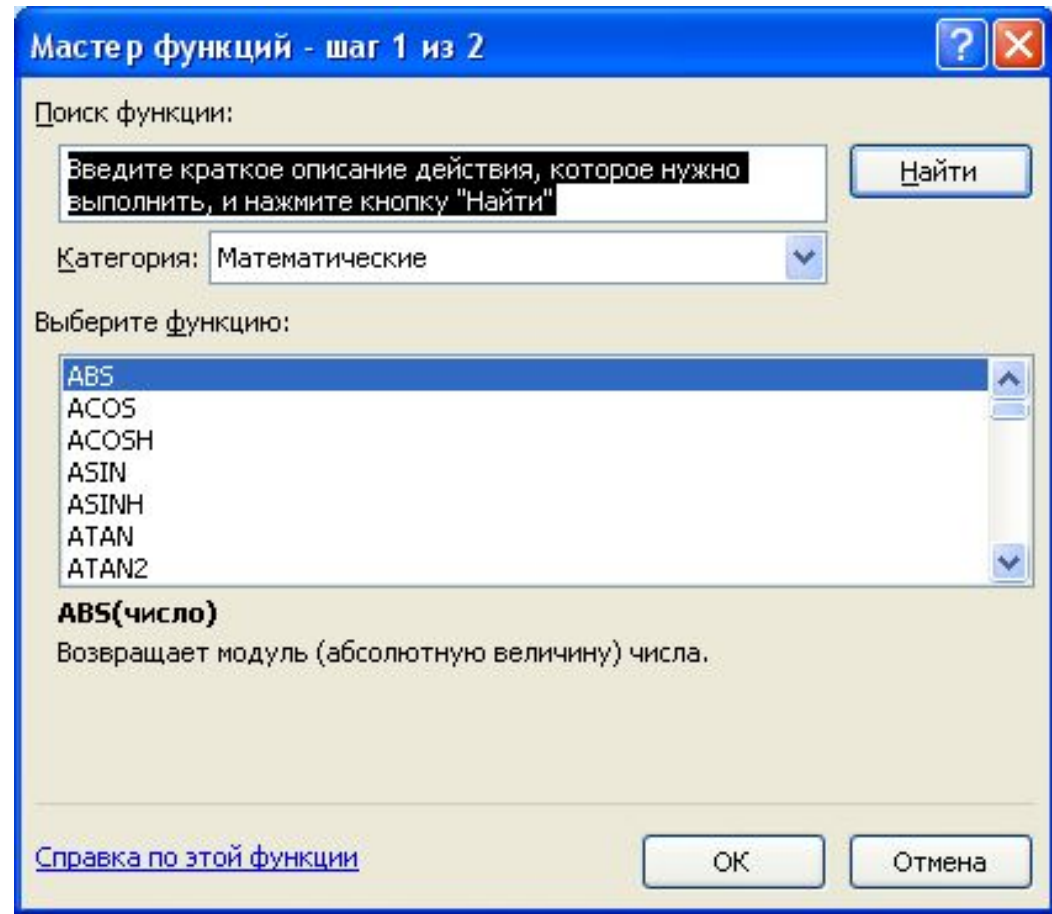 Мастер функций - шаг 1 из 2
Поиск функции:
Введите краткое описание действия, которое нужно
выполнить, и нажмите кнопку "Найти"
Найти
Категория: Математические
Выберите функцию:
ABS
ACOS
ACOSH
ASIN
ASINH
ATAN
ATAN2
ABS(число)
Возвращает модуль (абсолютную величину) числа.
Справка по этой функции
ОК
Отмена